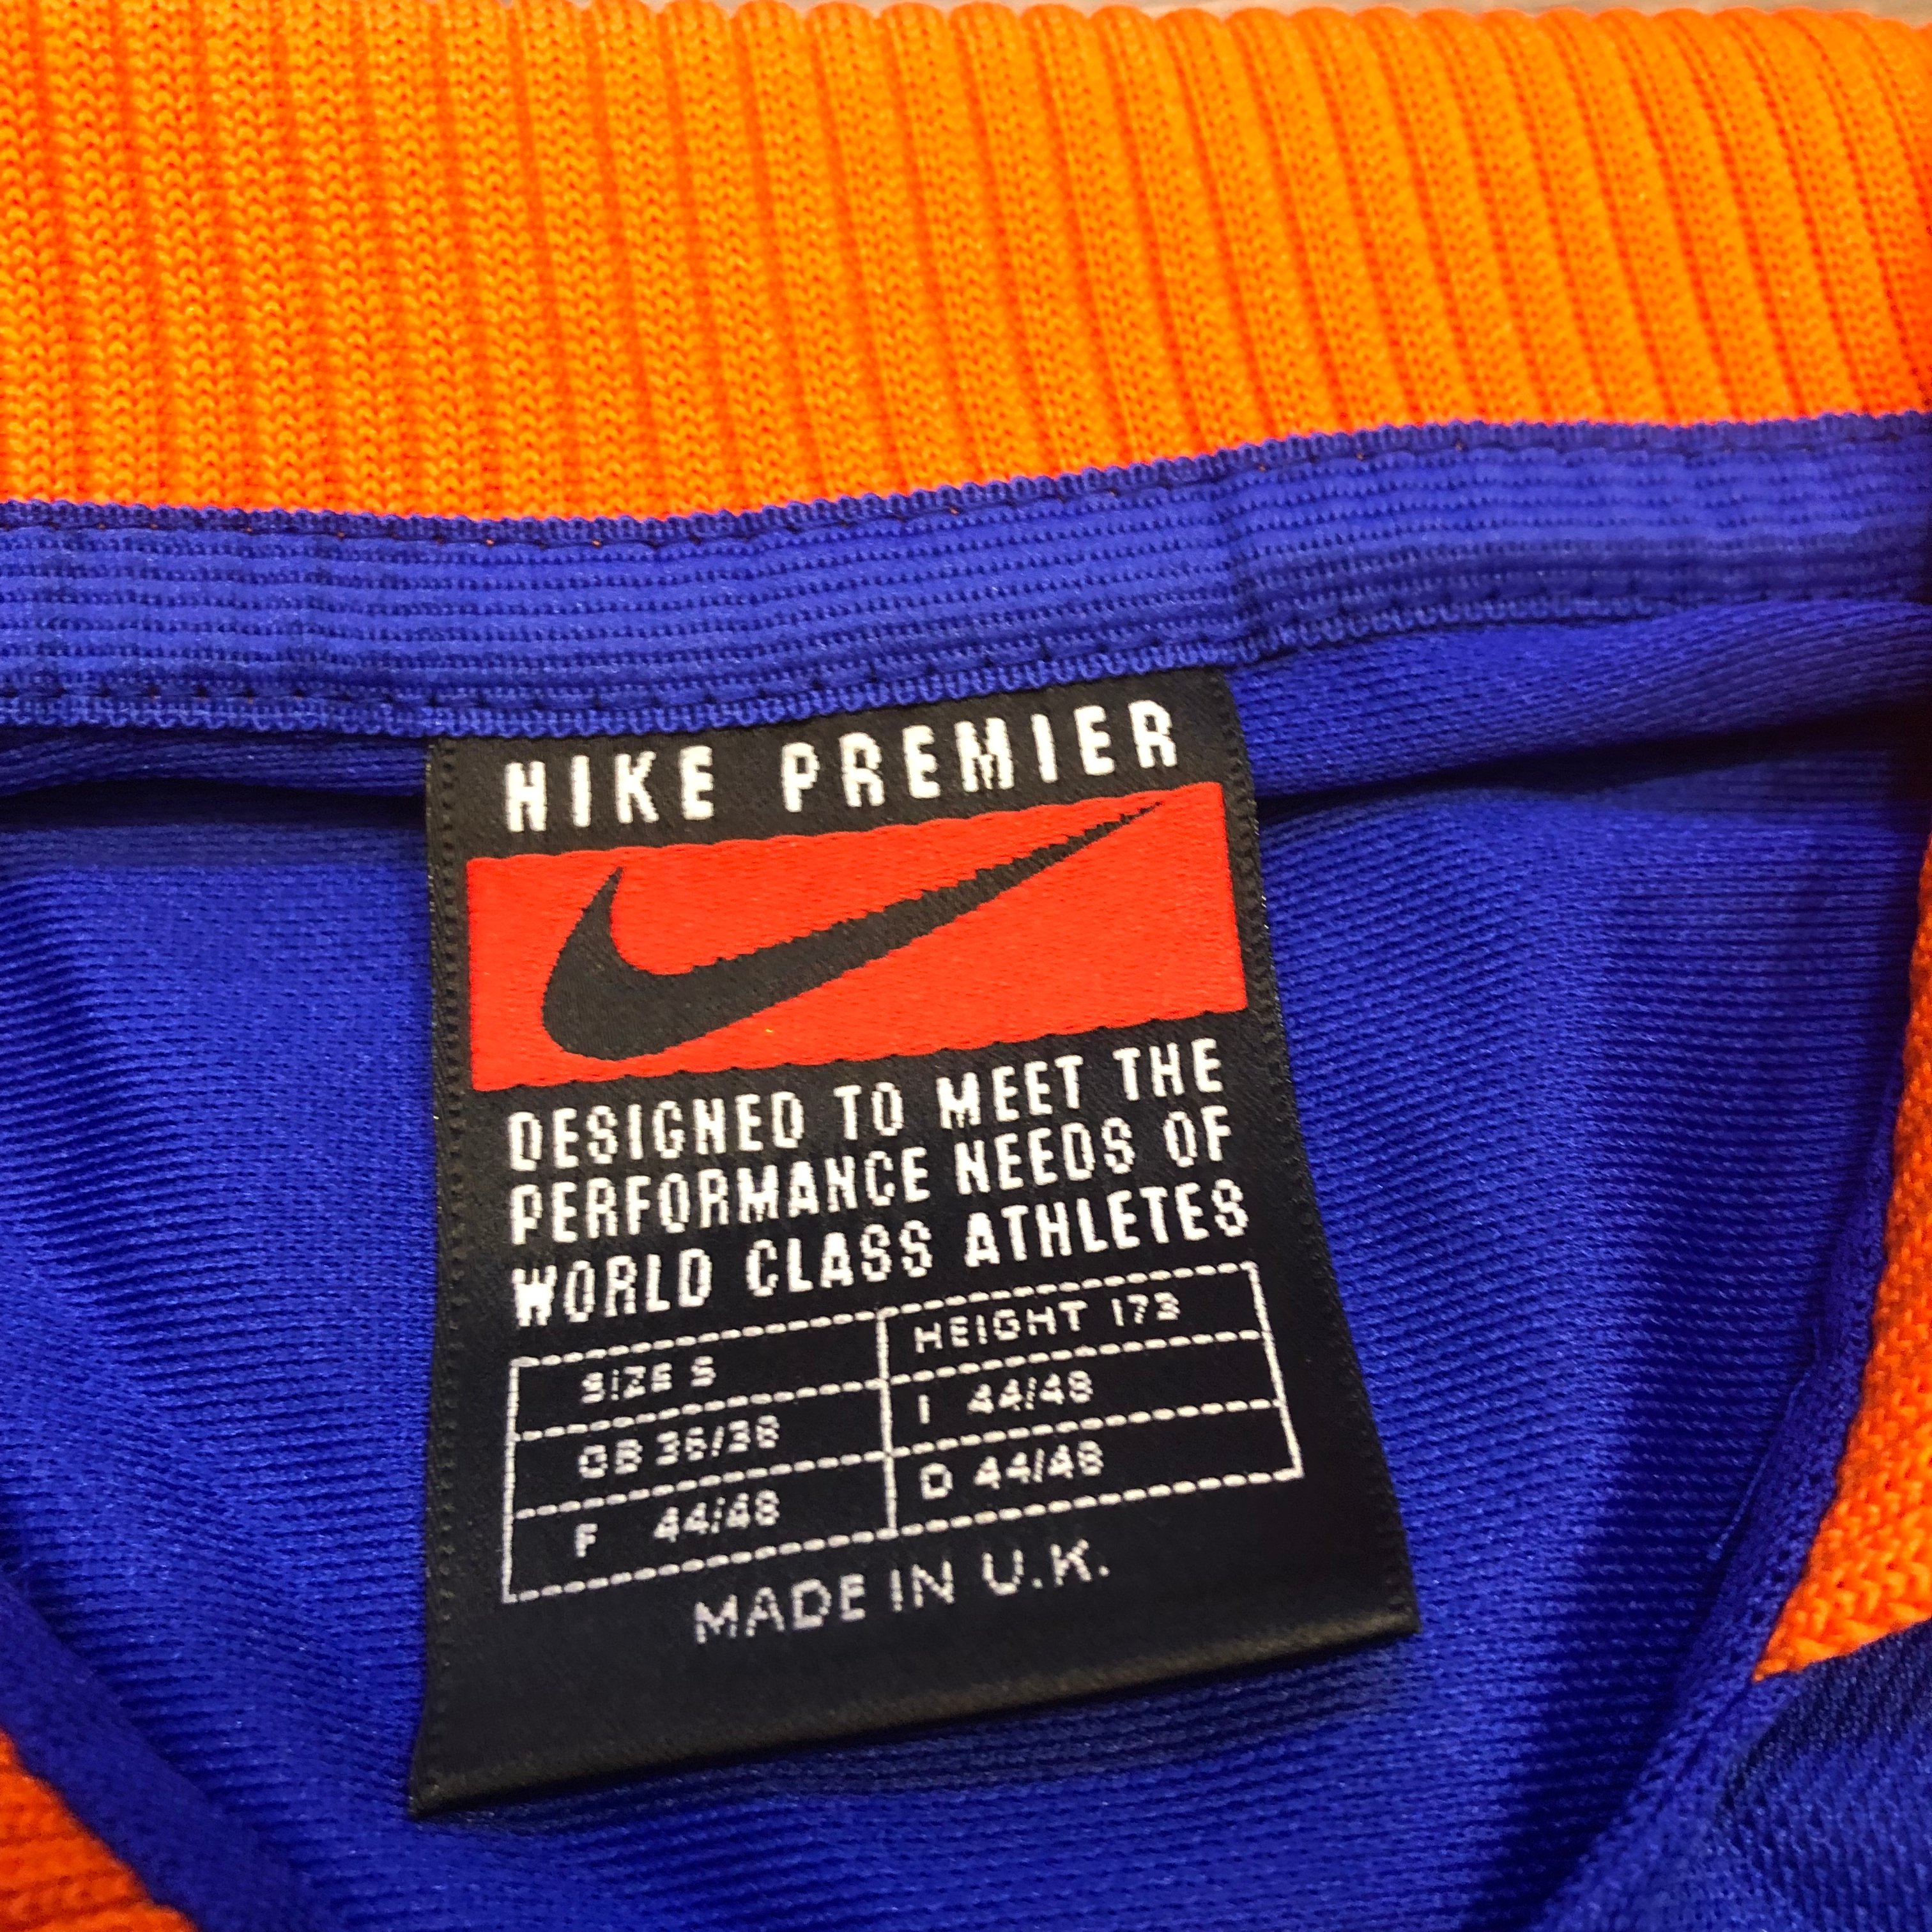 NIKE PREMIER
DESIGNED TO MEET THE
PERFORMANCE NEEDS OF
WORLD CLASS ATHLETES
SIZE S HEIGHT 173
GB 36/38 I 44/48
F 44/48 D 44/48
MADE IN U.K.